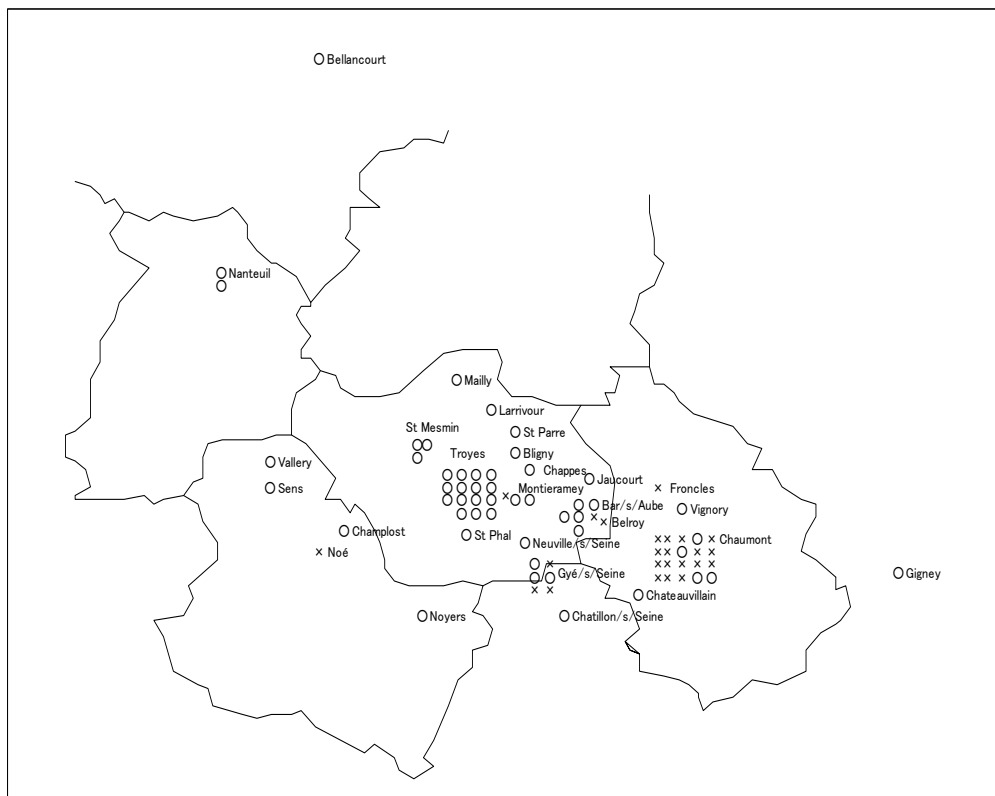 Bellancourt
Nanteuil
Mailly
Larrivour
St Mesmin
St Parre
Troyes
Bligny
Vallery
Chappes
Jaucourt
Sens
Montieramey
Froncles
Bar/s/Aube
Vignory
Belroy
Champlost
St Phal
Neuville/s/Seine
Chaumont
Noé
Gyé/s/Seine
Gigney
Chateauvillain
Noyers
Chatillon/s/Seine